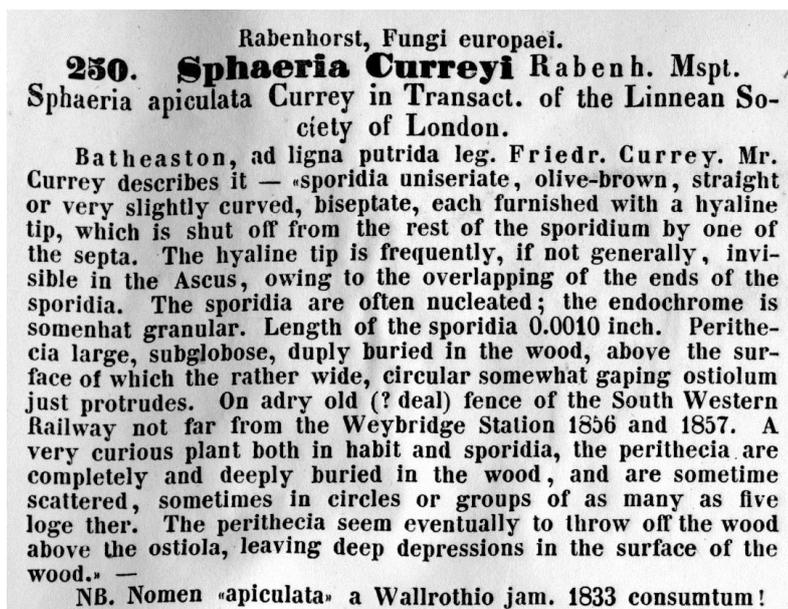 Rabenhorst, Fungi europaei.
250. Sphaeria Curreyi Rabenh. Mspt.
Sphaeria apiculata Currey in Transact. of the Linnean So-
ciety of London.
Batheaston, ad ligna putrida leg. Friedr. Currey. Mr.
Currey describes it — «sporidia uniseriate, olive-brown, straight
or very slightly curved, biseptate, each furnished with a hyaline
tip, which is shut off from the rest of the sporidium by one of
the septa. The hyaline tip is frequently, if not generally, invi-
sible in the Ascus, owing to the overlapping of the ends of the
sporidia. The sporidia are often nucleated; the endochrome is
somenhat granular. Length of the sporidia 0.0010 inch. Perithe-
cia large, subglobose, duply buried in the wood, above the sur-
face of which the rather wide, circular somewhat gaping ostiolum
just protrudes. On adry old (? deal) fence of the South Western
Railway not far from the Weybridge Station 1856 and 1857. A
very curious plant both in habit and sporidia, the perithecia are
completely and deeply buried in the wood, and are sometime
scattered, sometimes in circles or groups of as many as five
loge ther. The perithecia seem eventually to throw off the wood
above the ostiola, leaving deep depressions in the surface of the
wood.» —
NB. Nomen «apiculata» a Wallrothio jam. 1833 consumtum!